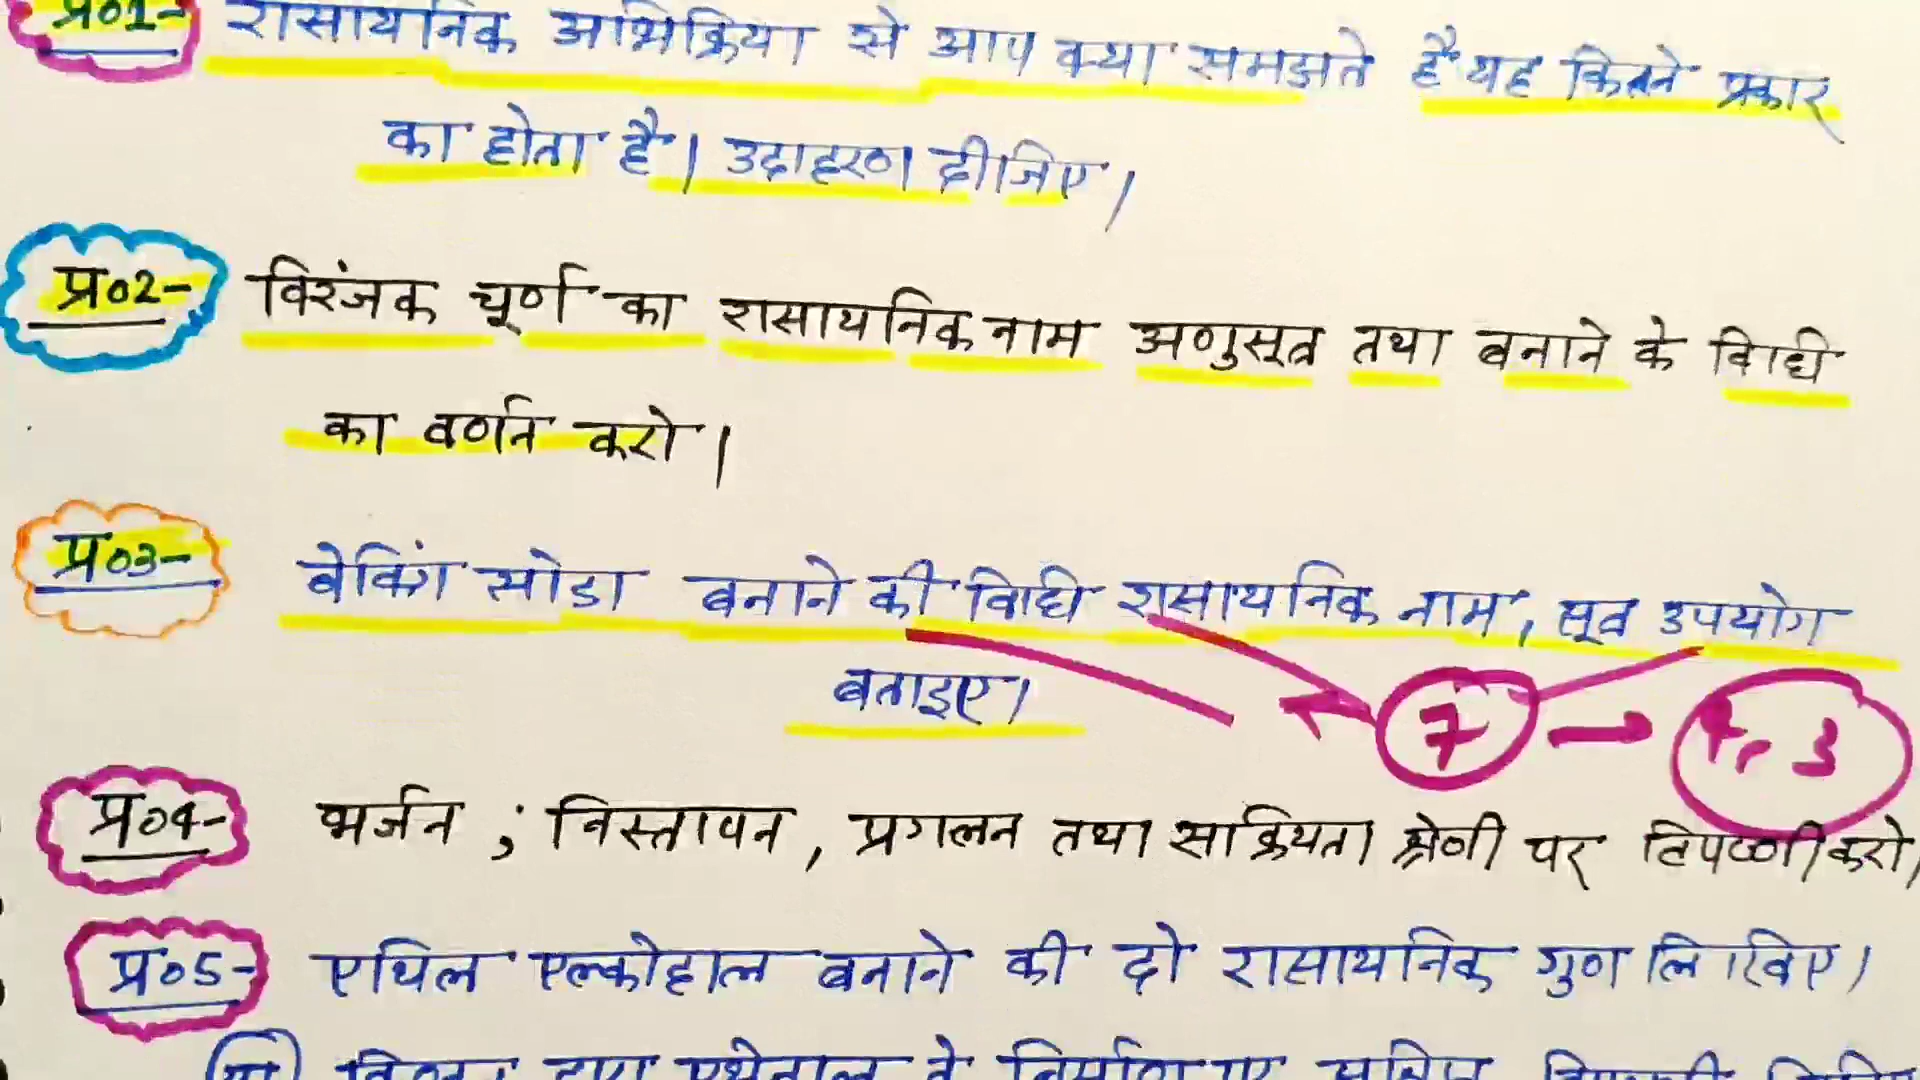 प्र01- रासायनिक अभिक्रिया से आप क्या समझते है यह कितने प्रकार
का होता है। उदाहरण दीजिए।
प्र02- विरंजक चूर्ण का रासायनिक नाम अणुसूत्र तथा बनाने के विधि
का वर्णन करो।
प्र03- बेकिंग सोडा बनाने की विधि रासायनिक नाम, सूत्र उपयोग
बताइए।
7 → 4, 3
प्र04- भर्जन ; निस्तापन, प्रगलन तथा सक्रियता श्रेणी पर टिपण्णी करो।
प्र05- एथिल एल्कोहाल बनाने की दो रासायनिक गुण लिखिए।